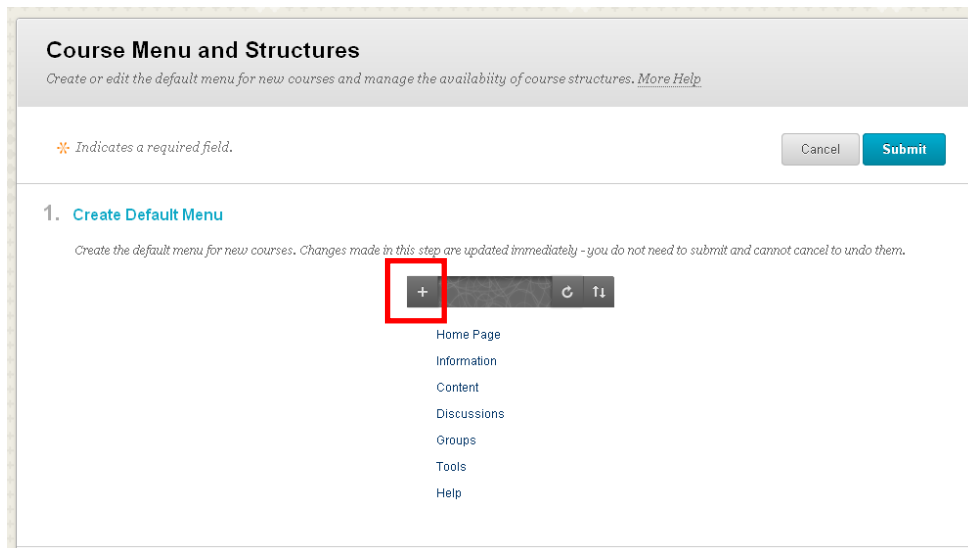 Course Menu and Structures
Create or edit the default menu for new courses and manage the availabiity of course structures. More Help
Indicates a required field.
Cancel Submit
1. Create Default Menu
Create the default menu for new courses. Changes made in this step are updated immediately - you do not need to submit and cannot cancel to undo them.
+
Home Page
Information
Content
Discussions
Groups
Tools
Help